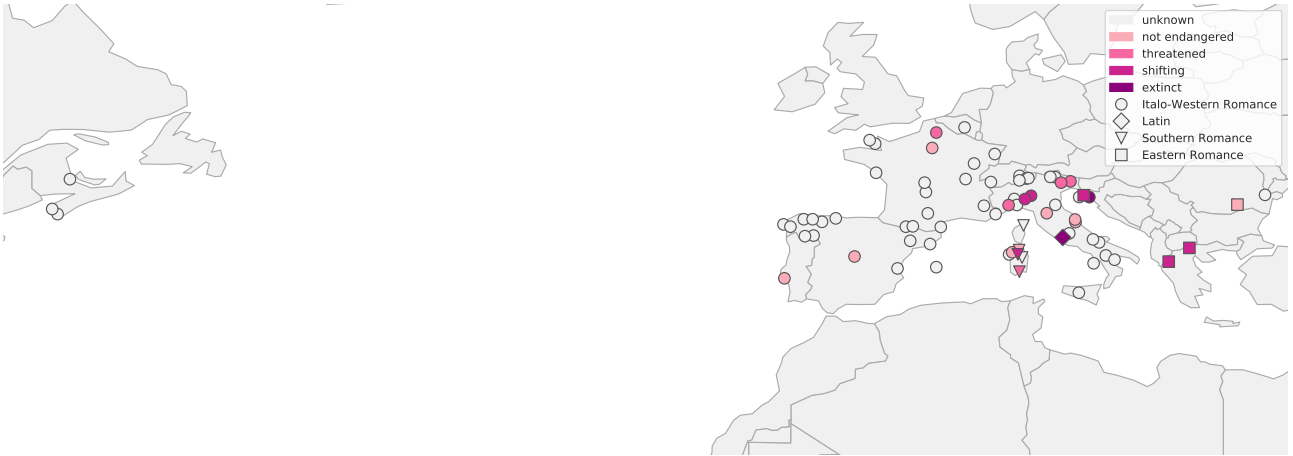 unknown
not endangered
threatened
shifting
extinct
Italo-Western Romance
Latin
Southern Romance
Eastern Romance